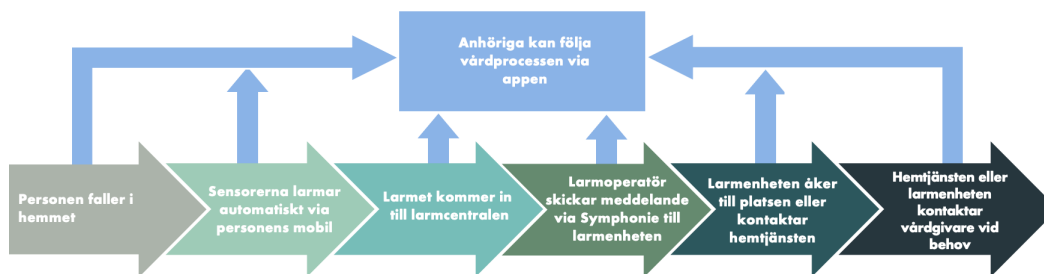 Anhöriga kan följa
vårdprocessen via
appen
Personen faller i
hemmet
Sensorerna larmar
automatiskt via
personens mobil
Larmet kommer in
till larmcentralen
Larmoperatör
skickar meddelande
via Symphonie till
larmenheten
Larmenheten åker
till platsen eller
kontaktar
hemtjänsten
Hemtjänsten eller
larmenheten
kontaktar
vårdgivare vid
behov